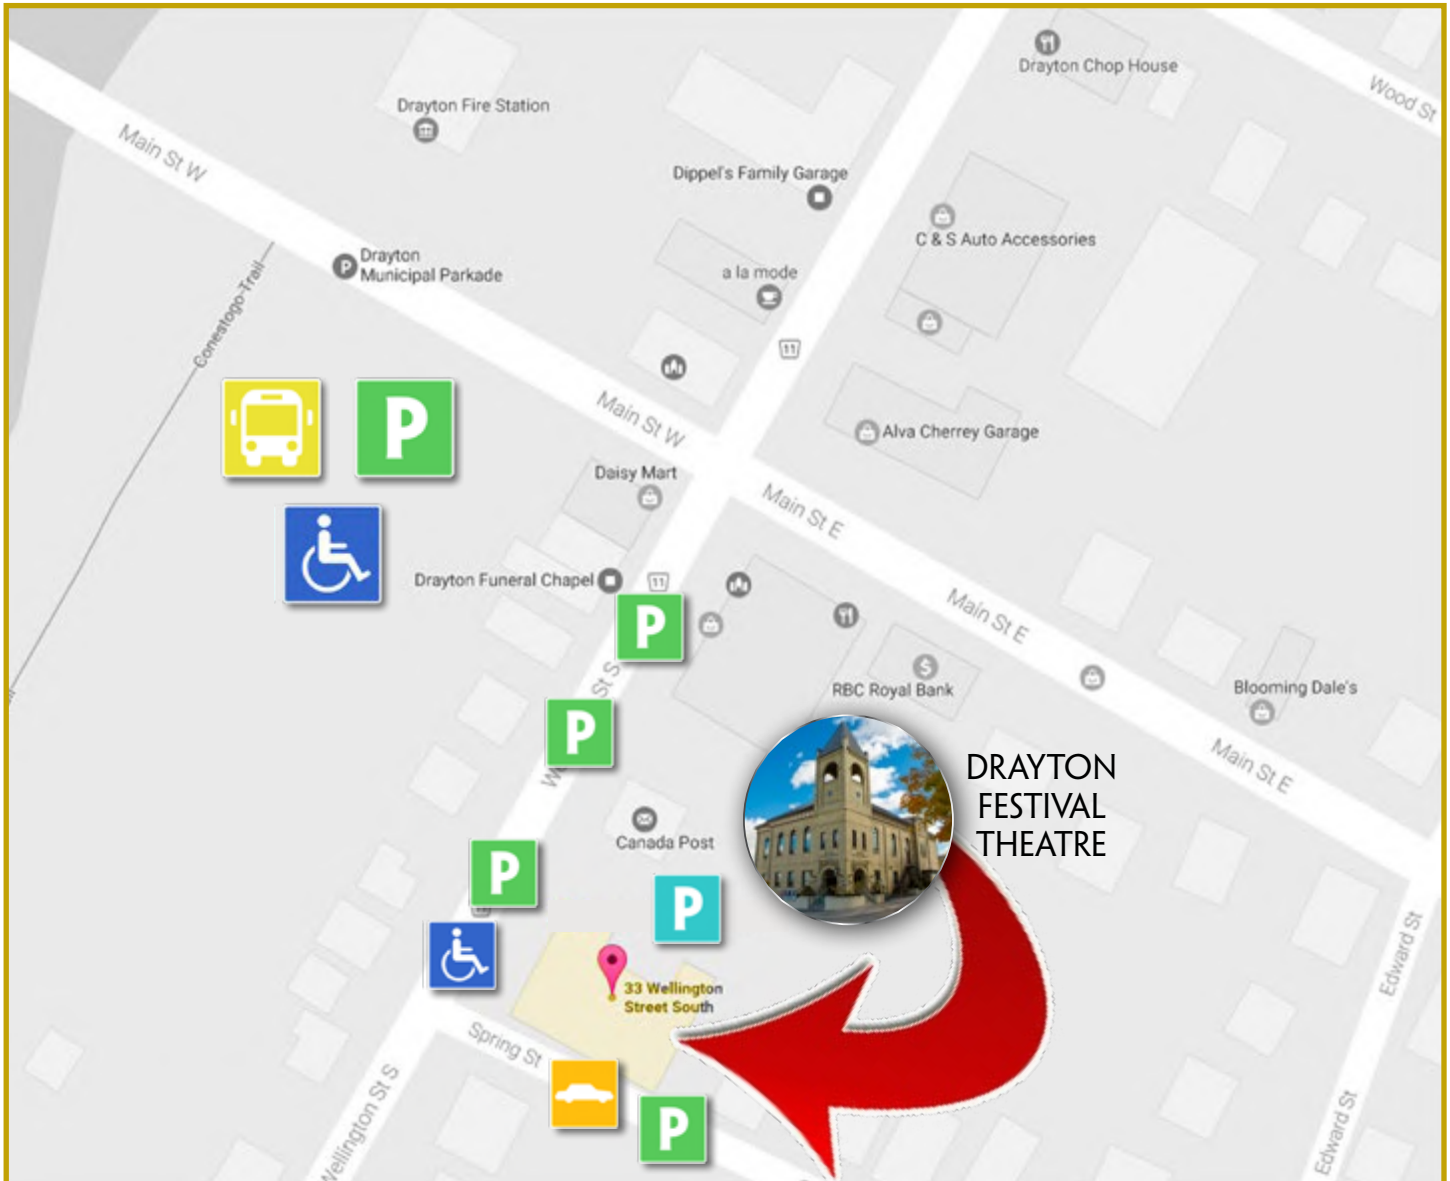 Drayton Chop House
Wood St
Drayton Fire Station
Main St W
Dippel's Family Garage
C & S Auto Accessories
Drayton
Municipal Parkade
P
a la mode
Conestogo Trail
11
P
Main St W
Alva Cherrey Garage
Daisy Mart
Main St E
Drayton Funeral Chapel
11
P
Main St E
St S
RBC Royal Bank
$
Blooming Dale's
P
Main St E
DRAYTON
FESTIVAL
THEATRE
Canada Post
P
P
Edward St
33 Wellington
Street South
Spring St
Wellington St S
P
Edward St